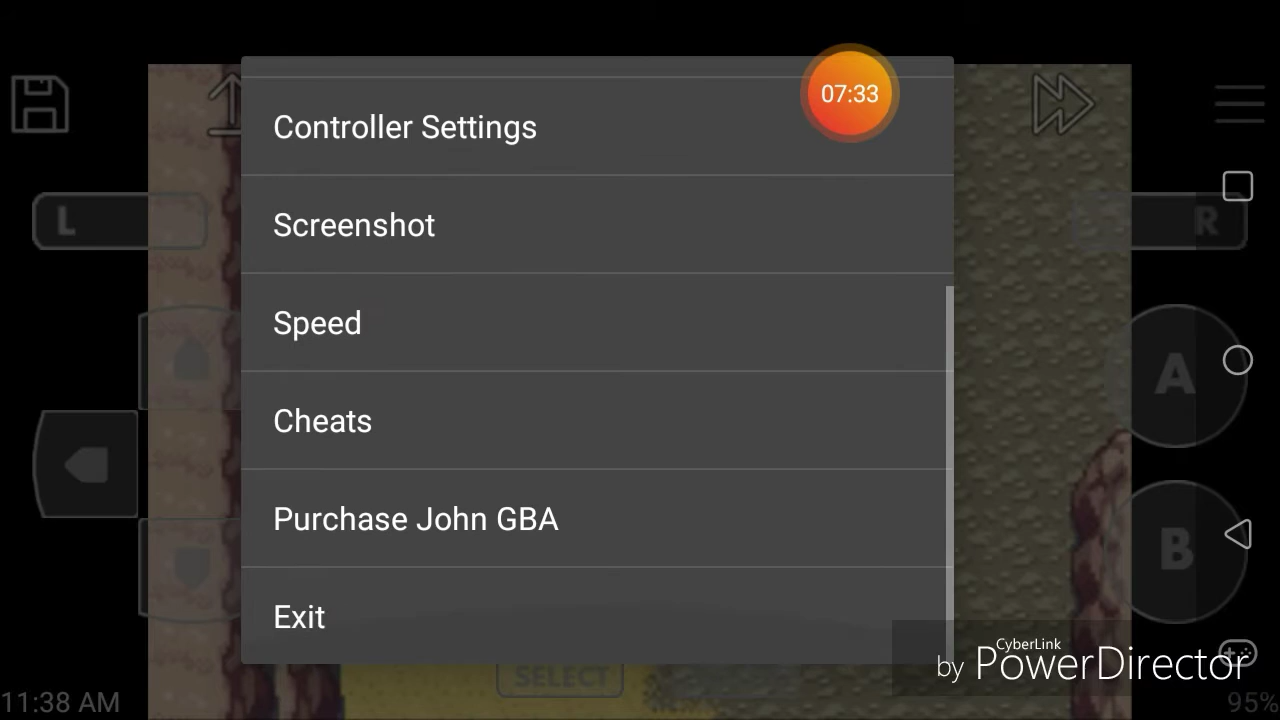 07:33
Controller Settings
Screenshot
L
R
Speed
A
Cheats
Purchase John GBA
B
Exit
SELECT
CyberLink
by PowerDirector
11:38 AM
95%